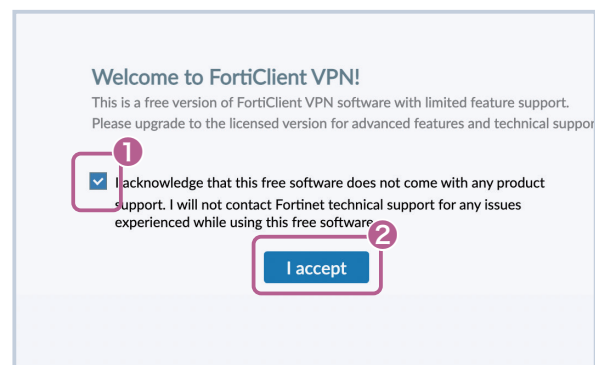 Welcome to FortiClient VPN!
This is a free version of FortiClient VPN software with limited feature support.
Please upgrade to the licensed version for advanced features and technical suppor
1
I acknowledge that this free software does not come with any product
support. I will not contact Fortinet technical support for any issues
experienced while using this free software
2
I accept